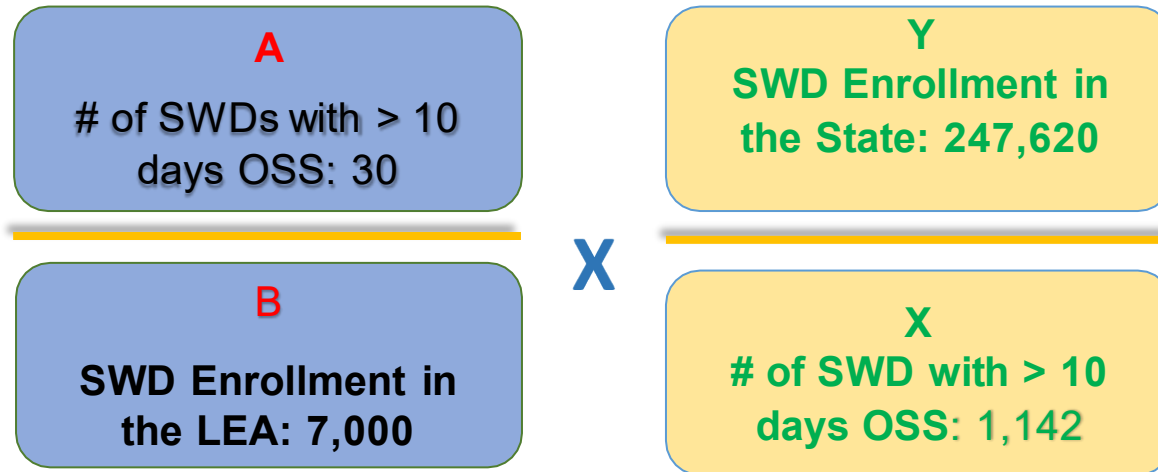 A
# of SWDs with > 10
days OSS: 30
B
SWD Enrollment in
the LEA: 7,000
X
Y
SWD Enrollment in
the State: 247,620
X
# of SWD with > 10
days OSS: 1,142